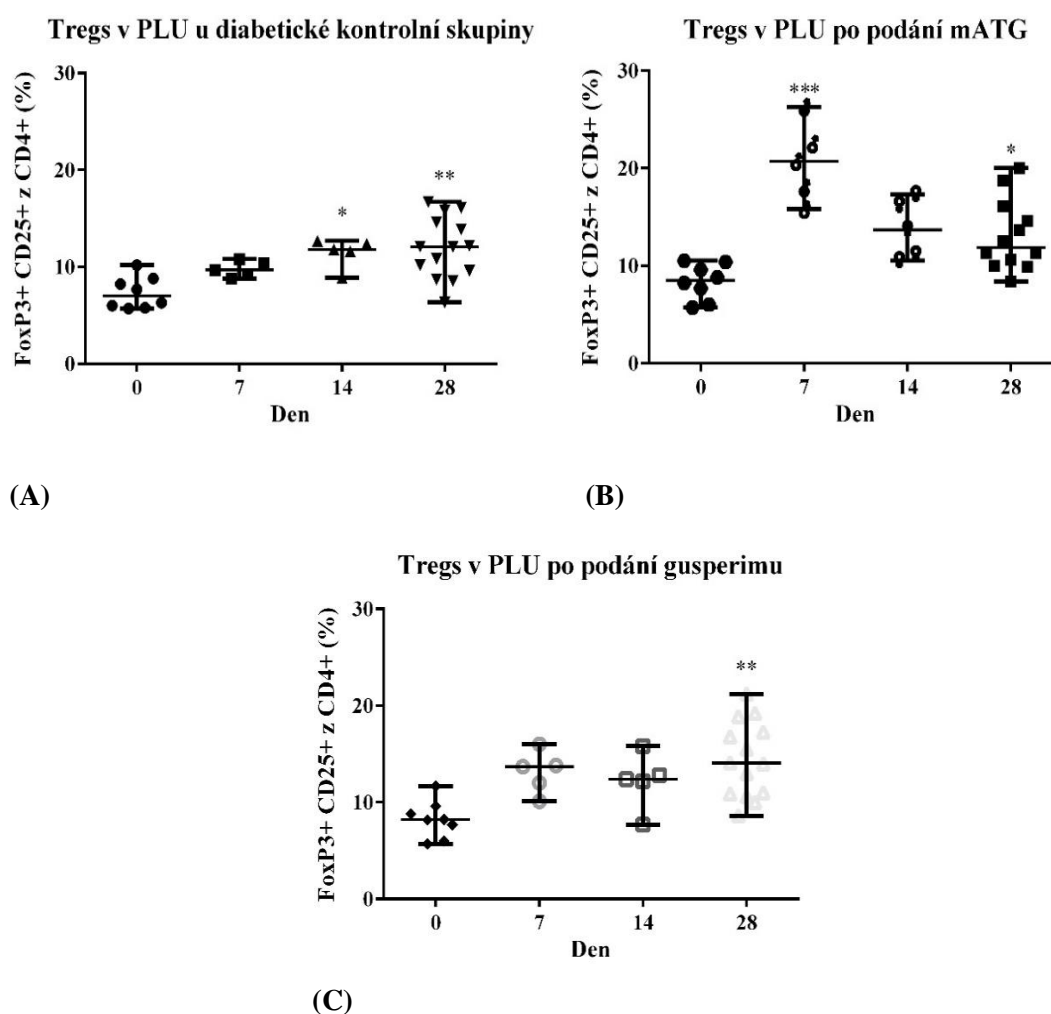 Tregs v PLU u diabetické kontrolní skupiny
FoxP3+ CD25+ z CD4+ (%)
30
20
10
0
*
**
0 7 14 28
Den
(A)
Tregs v PLU po podání mATG
FoxP3+ CD25+ z CD4+ (%)
30
20
10
0
***
*
0 7 14 28
Den
(B)
Tregs v PLU po podání gusperimu
FoxP3+ CD25+ z CD4+ (%)
30
20
10
0
**
0 7 14 28
Den
(C)